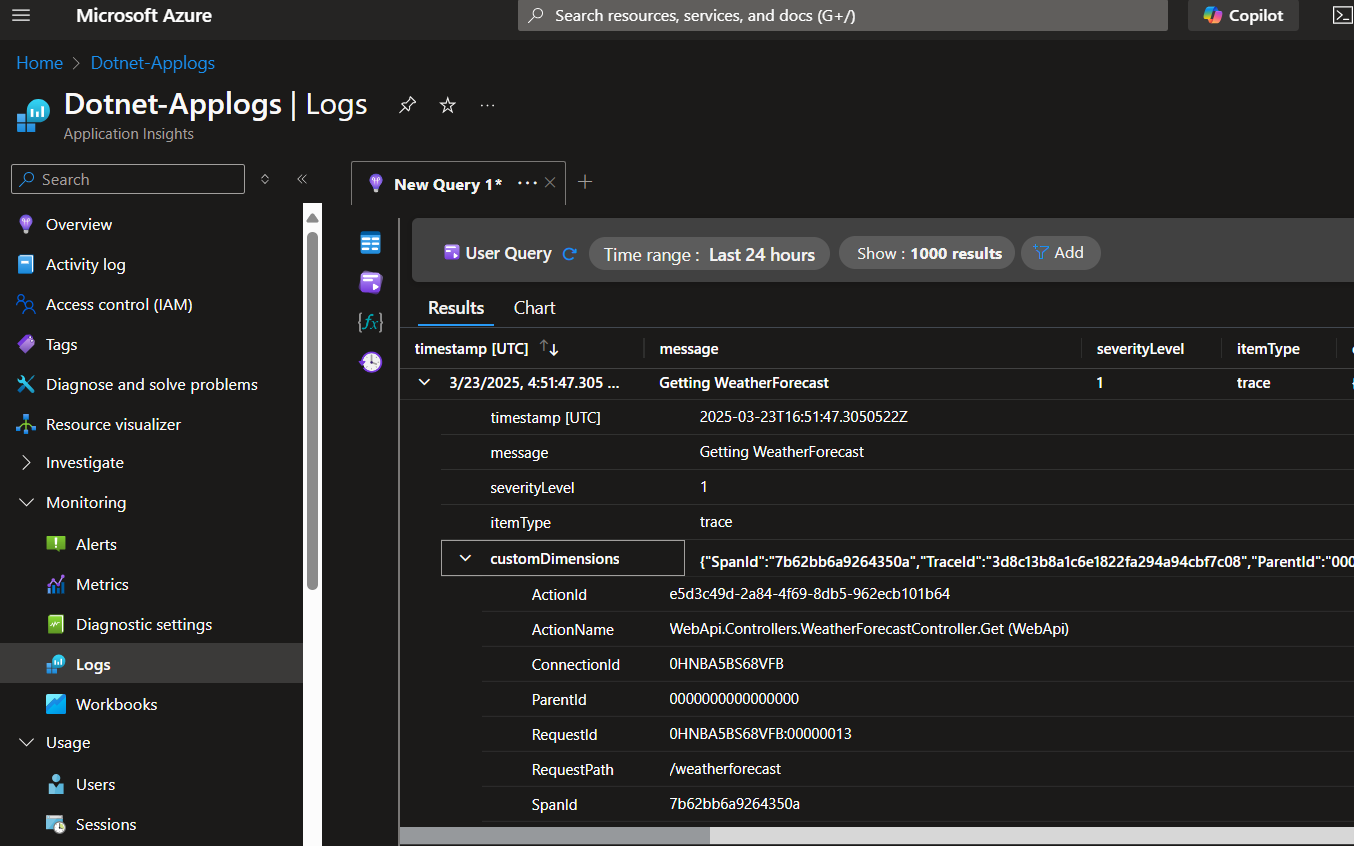 Microsoft Azure
Search resources, services, and docs (G+/)
Copilot
Home > Dotnet-Applogs
Dotnet-Applogs | Logs
Application Insights
Search
Overview
Activity log
Access control (IAM)
Tags
Diagnose and solve problems
Resource visualizer
Investigate
Monitoring
Alerts
Metrics
Diagnostic settings
Logs
Workbooks
Usage
Users
Sessions
New Query 1* ...
User Query
Time range : Last 24 hours
Show : 1000 results
Add
Results Chart
timestamp [UTC] message severityLevel itemType
3/23/2025, 4:51:47.305 ... Getting WeatherForecast 1 trace
timestamp [UTC] 2025-03-23T16:51:47.3050522Z
message Getting WeatherForecast
severityLevel 1
itemType trace
customDimensions {"SpanId":"7b62bb6a9264350a","TraceId":"3d8c13b8a1c6e1822fa294a94cbf7c08","ParentId":"000
ActionId e5d3c49d-2a84-4f69-8db5-962ecb101b64
ActionName WebApi.Controllers.WeatherForecastController.Get (WebApi)
ConnectionId 0HNBA5BS68VFB
ParentId 0000000000000000
RequestId 0HNBA5BS68VFB:00000013
RequestPath /weatherforecast
SpanId 7b62bb6a9264350a